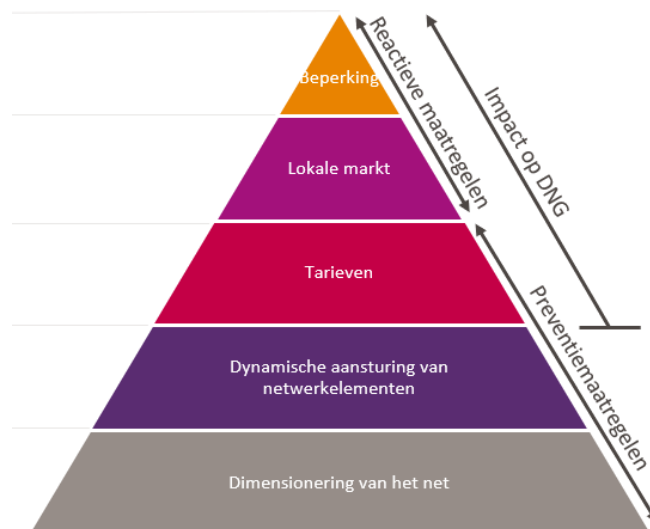 Beperking
Lokale markt
Tarieven
Dynamische aansturing van
netwerkelementen
Dimensionering van het net
Reactieve maatregelen
Impact op DNG
Preventiemaatregelen